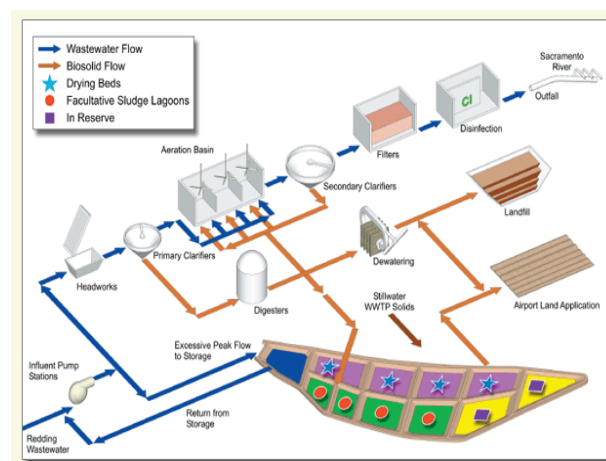 Wastewater Flow
Biosolid Flow
Drying Beds
Facultative Sludge Lagoons
In Reserve
Sacramento
River
Outfall
Cl
Disinfection
Filters
Aeration Basin
Secondary Clarifiers
Landfill
Headworks
Primary Clarifiers
Digesters
Dewatering
Airport Land Application
Stillwater
WWTP Solids
Influent Pump
Stations
Excessive Peak Flow
to Storage
Return from
Storage
Redding
Wastewater